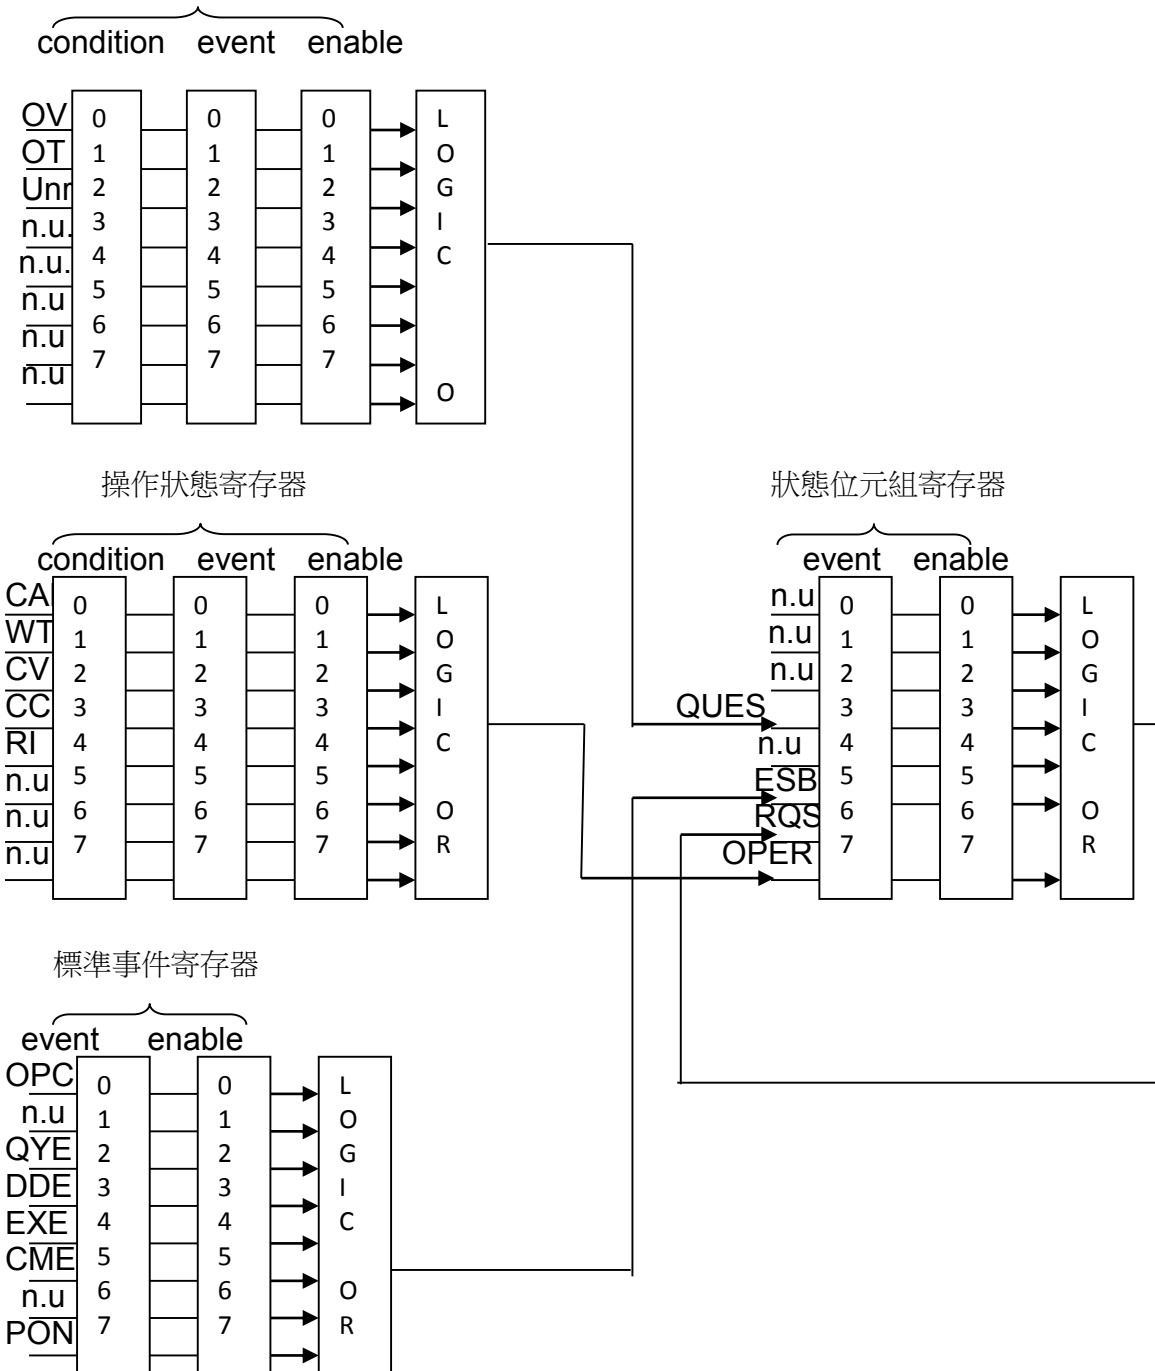 condition event enable
OV 0 0 0 L
OT 1 1 1 O
Unr 2 2 2 G
n.u. 3 3 3 I
n.u. 4 4 4 C
n.u 5 5 5
n.u 6 6 6
n.u 7 7 7
O
操作狀態寄存器
condition event enable
CA 0 0 0 L
WT 1 1 1 O
CV 2 2 2 G
CC 3 3 3 I
RI 4 4 4 C
n.u 5 5 5
n.u 6 6 6 O
n.u 7 7 7 R
狀態位元組寄存器
event enable
n.u 0 0 L
n.u 1 1 O
n.u 2 2 G
QUES 3 3 I
n.u 4 4 C
ESB 5 5
RQS 6 6 O
OPER 7 7 R
標準事件寄存器
event enable
OPC 0 0 L
n.u 1 1 O
QYE 2 2 G
DDE 3 3 I
EXE 4 4 C
CME 5 5
n.u 6 6 O
PON 7 7 R